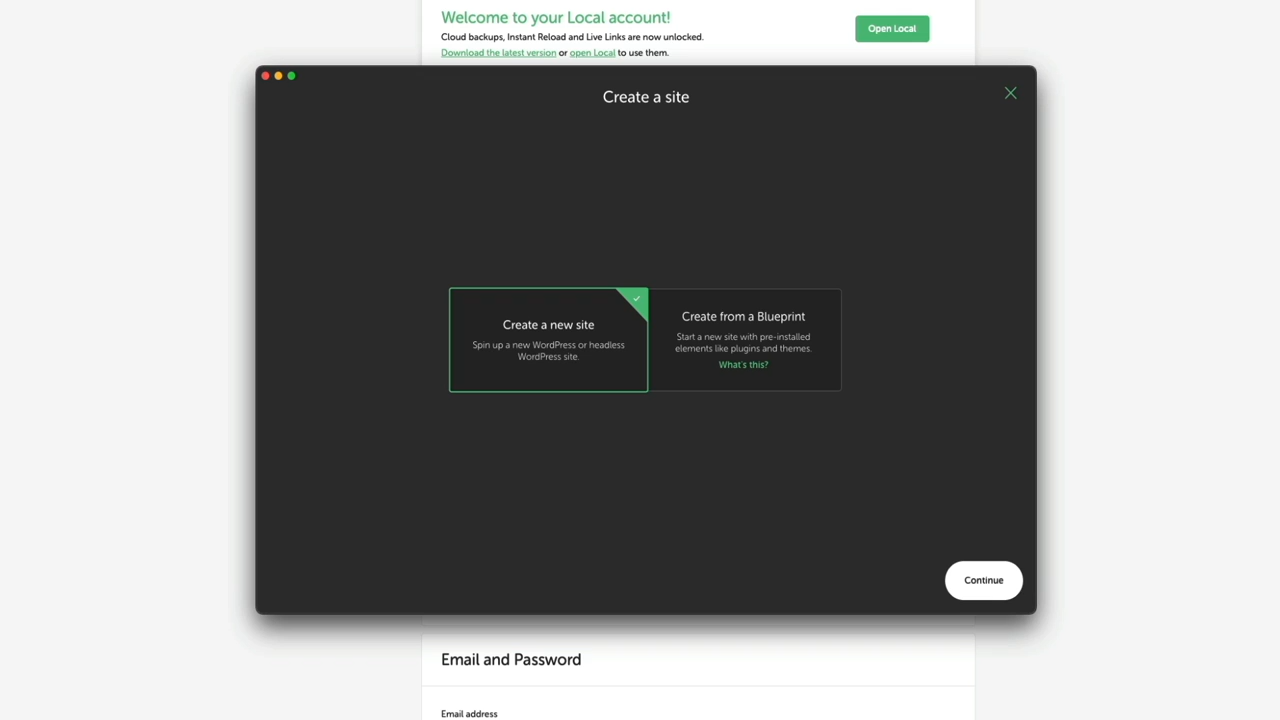 Welcome to your Local account!
Cloud backups, Instant Reload and Live Links are now unlocked.
Download the latest version or open Local to use them.
Open Local
Create a site
Create a new site
Spin up a new WordPress or headless
WordPress site.
Create from a Blueprint
Start a new site with pre-installed
elements like plugins and themes.
What's this?
Continue
Email and Password
Email address